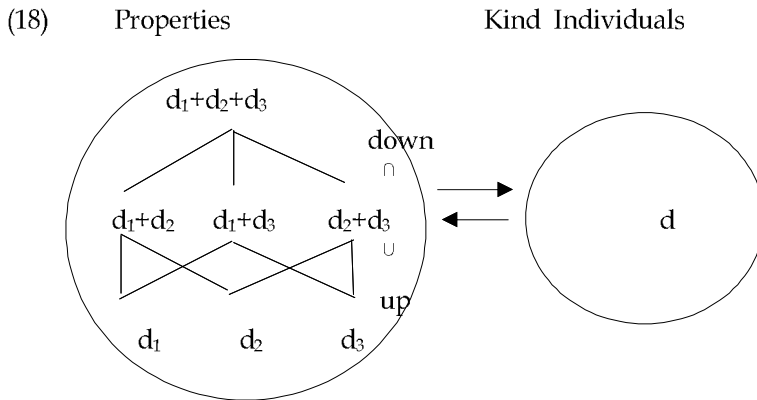 (18) Properties Kind Individuals
d₁+d₂+d₃
down
∩
d₁+d₂ d₁+d₃ d₂+d₃ d
∪
up
d₁ d₂ d₃